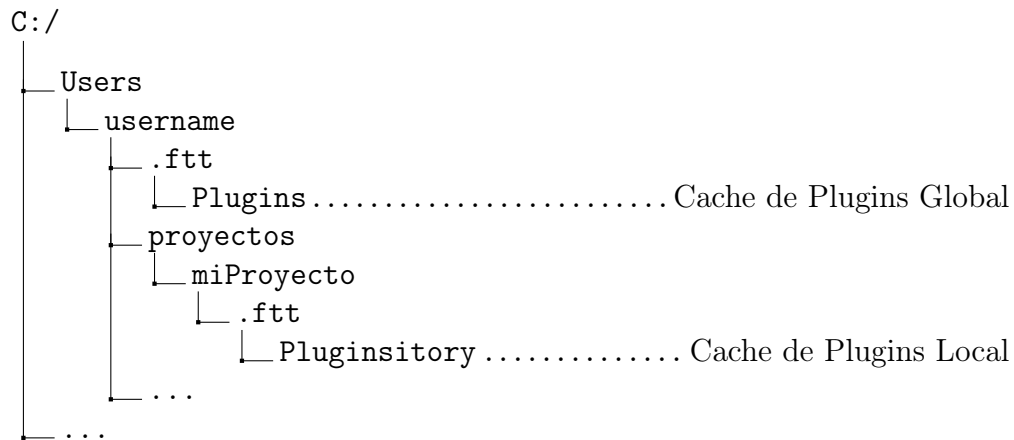 C:/
Users
username
.ftt
Plugins.........................Cache de Plugins Global
proyectos
miProyecto
.ftt
Pluginsitory..............Cache de Plugins Local
...
...